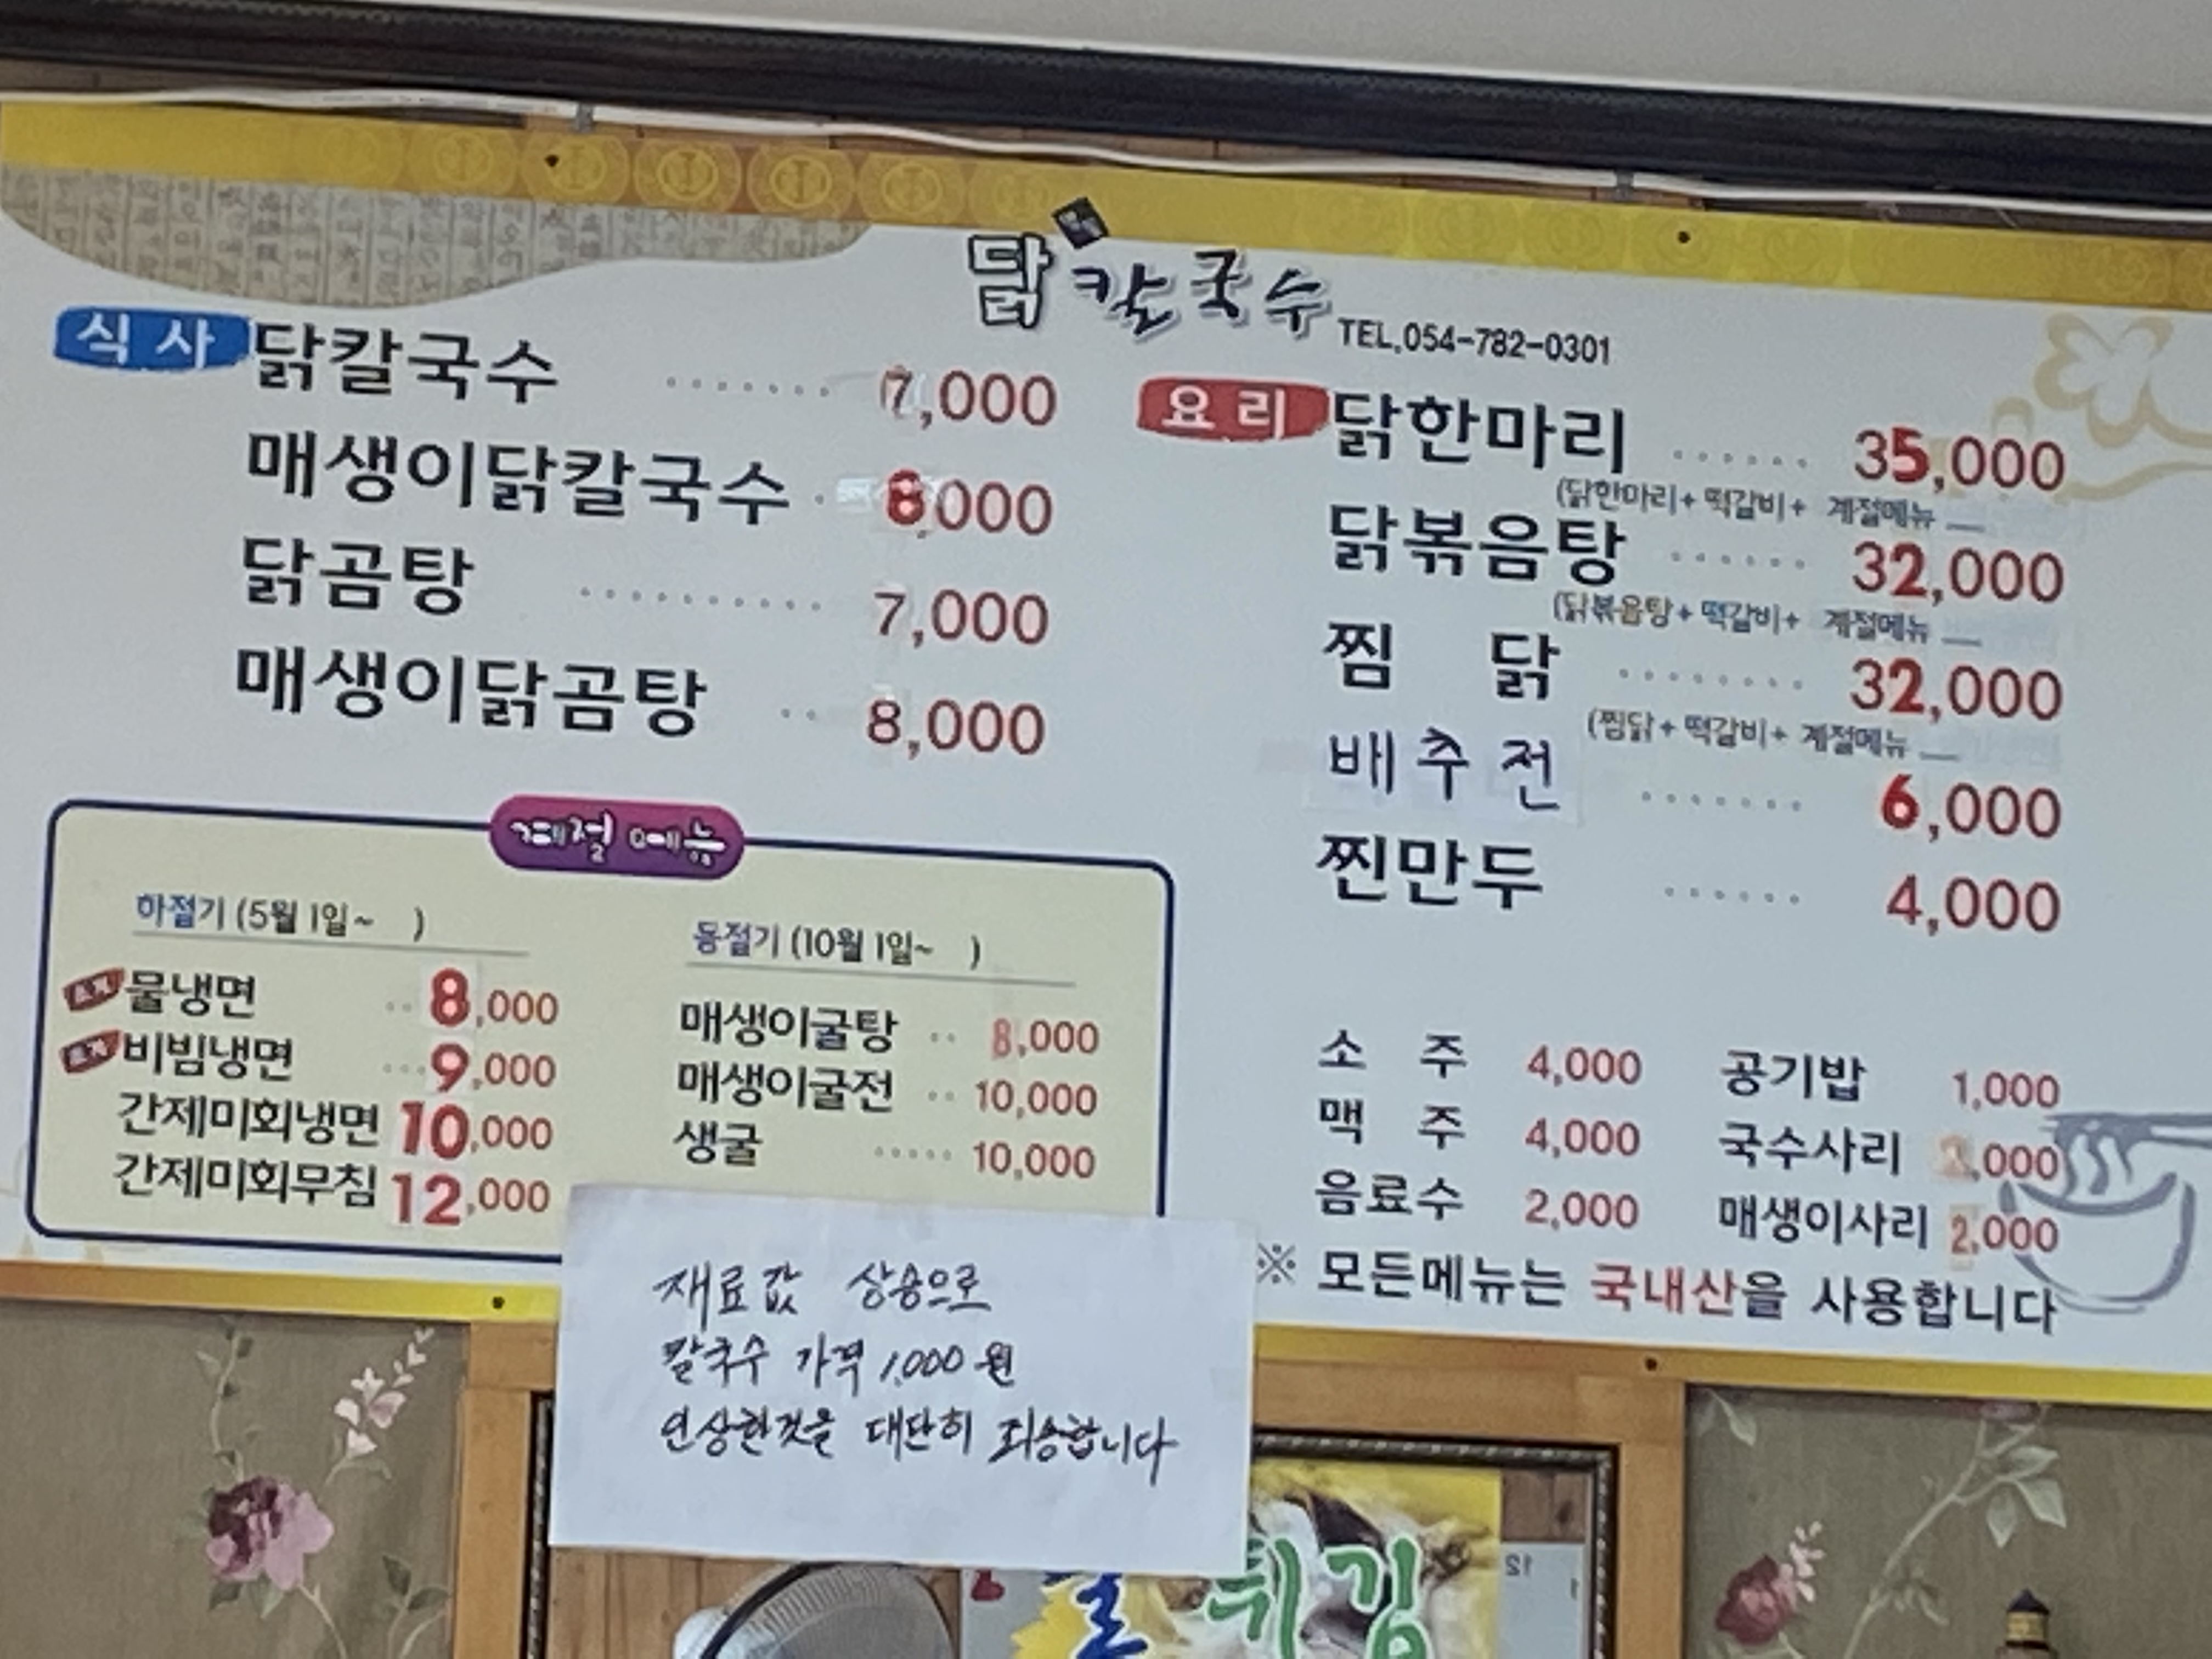 닭칼국수
TEL.054-782-0301
식사
닭칼국수 ······· 7,000
매생이닭칼국수 · 8,000
닭곰탕 ·········· 7,000
매생이닭곰탕 ·· 8,000
요리
닭한마리 ······ 35,000
(닭한마리+ 떡갈비+ 계절메뉴
닭볶음탕 ······ 32,000
(닭볶음탕+ 떡갈비+ 계절메뉴
찜 닭 ········ 32,000
(찜닭+ 떡갈비+ 계절메뉴
배추전 ······· 6,000
찐만두 ······ 4,000
계절메뉴
하절기 (5월 1일~ )
물냉면 ·· 8,000
비빔냉면 ··· 9,000
간제미회냉면 10,000
간제미회무침 12,000
동절기 (10월 1일~ )
매생이굴탕 ·· 8,000
매생이굴전 ·· 10,000
생굴 ····· 10,000
소 주 4,000
맥 주 4,000
음료수 2,000
공기밥 1,000
국수사리
매생이사리 2,000
※ 모든메뉴는 국내산을 사용합니다
재료값 상승으로
칼국수 가격 1,000원
인상한것을 대단히 죄송합니다
튀김